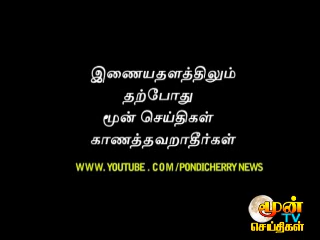 இணையதளத்திலும்
தற்போது
மூன் செய்திகள்
காணத்தவறாதீர்கள்
WWW.YOUTUBE.COM/PONDICHERRY NEWS
மூன்
TV
செய்திகள்